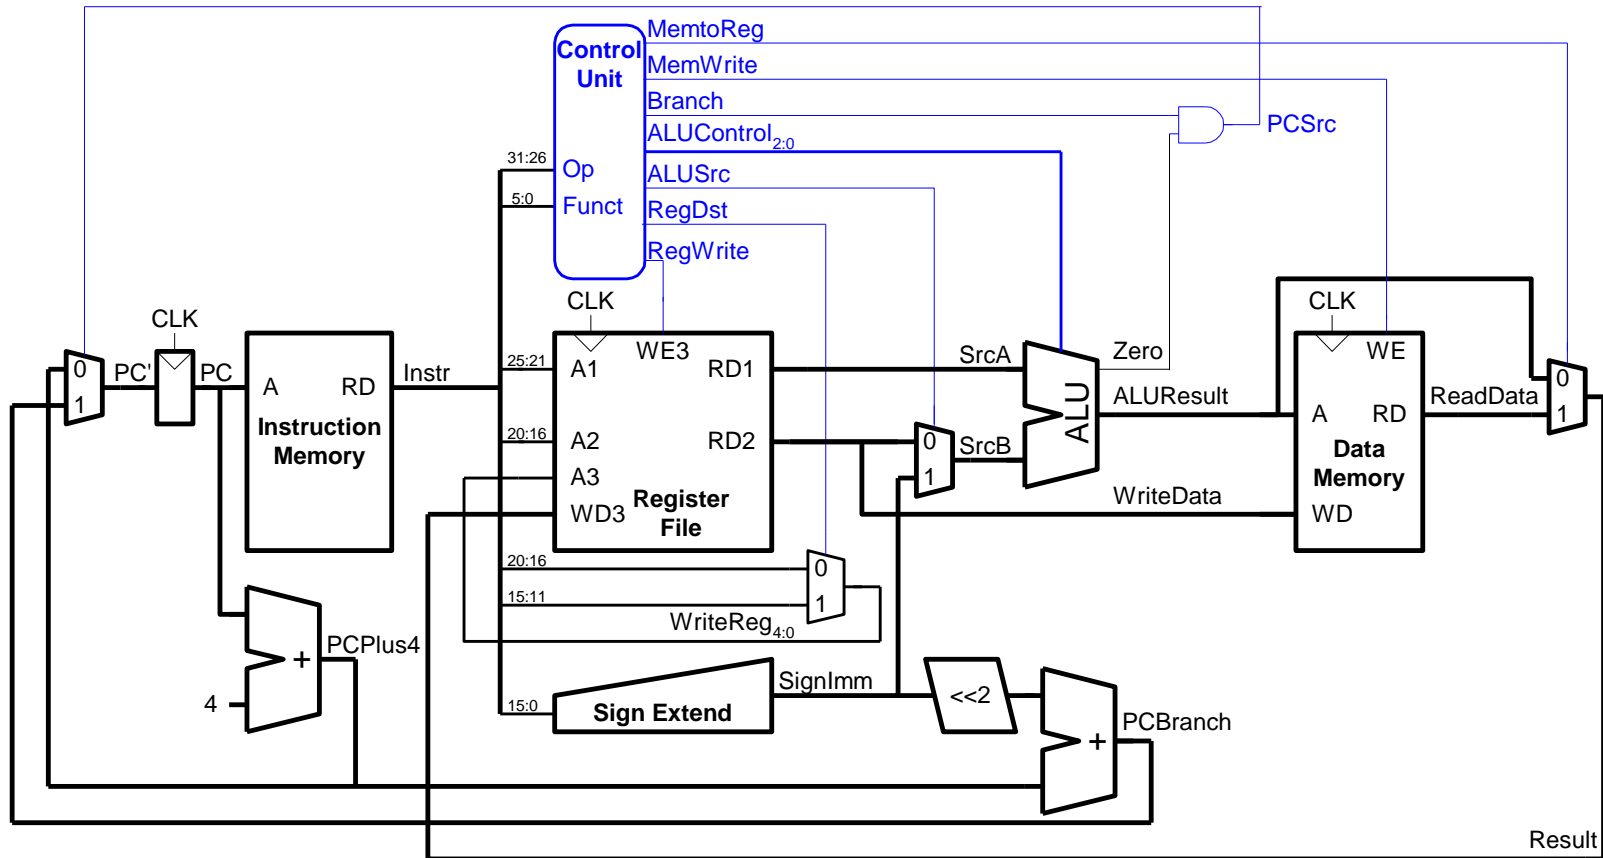 MemtoReg
Control
Unit
MemWrite
Branch
PCSrc
ALUControl2:0
31:26
Op
ALUSrc
5:0
Funct
RegDst
RegWrite
CLK
CLK
CLK
0
1
PC'
PC
A
RD
Instruction
Memory
Instr
25:21
A1
WE3
RD1
SrcA
Zero
ALU
ALUResult
WE
A
RD
ReadData
0
1
20:16
A2
RD2
0
1
SrcB
A3
Register
File
WD3
Data
Memory
WriteData
WD
20:16
0
15:11
1
WriteReg4:0
PCPlus4
+
4
SignImm
15:0
Sign Extend
<<2
PCBranch
+
Result